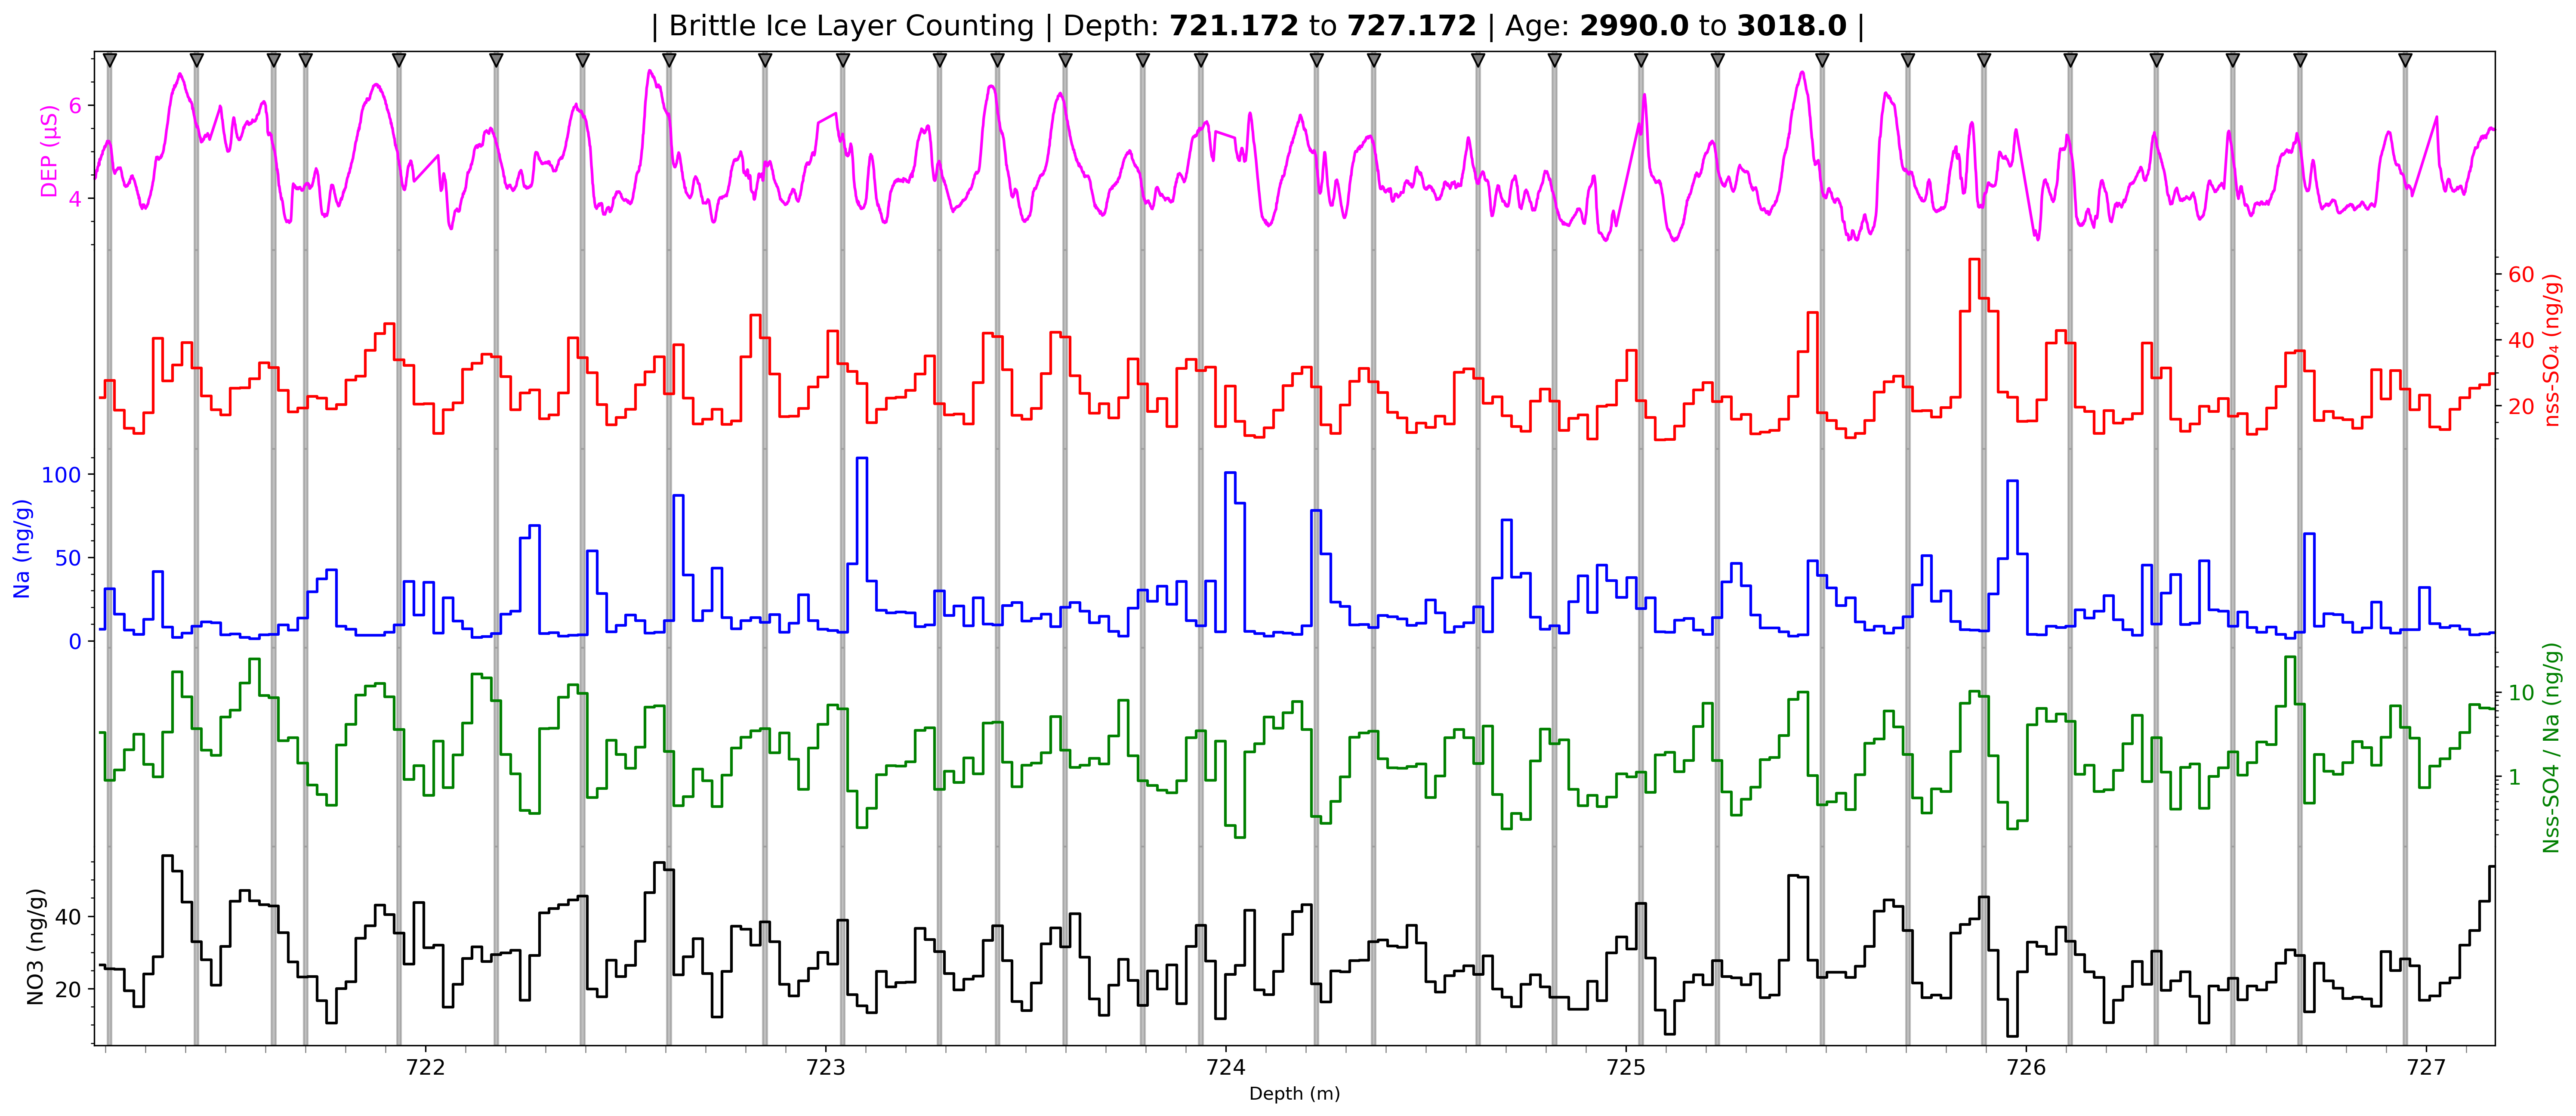 | Brittle Ice Layer Counting | Depth: 721.172 to 727.172 | Age: 2990.0 to 3018.0 |
DEP (µS)
6
4
60
40
20
nss-SO₄ (ng/g)
Na (ng/g)
100
50
0
10
1
Nss-SO4 / Na (ng/g)
NO3 (ng/g)
40
20
722
723
724
725
726
727
Depth (m)